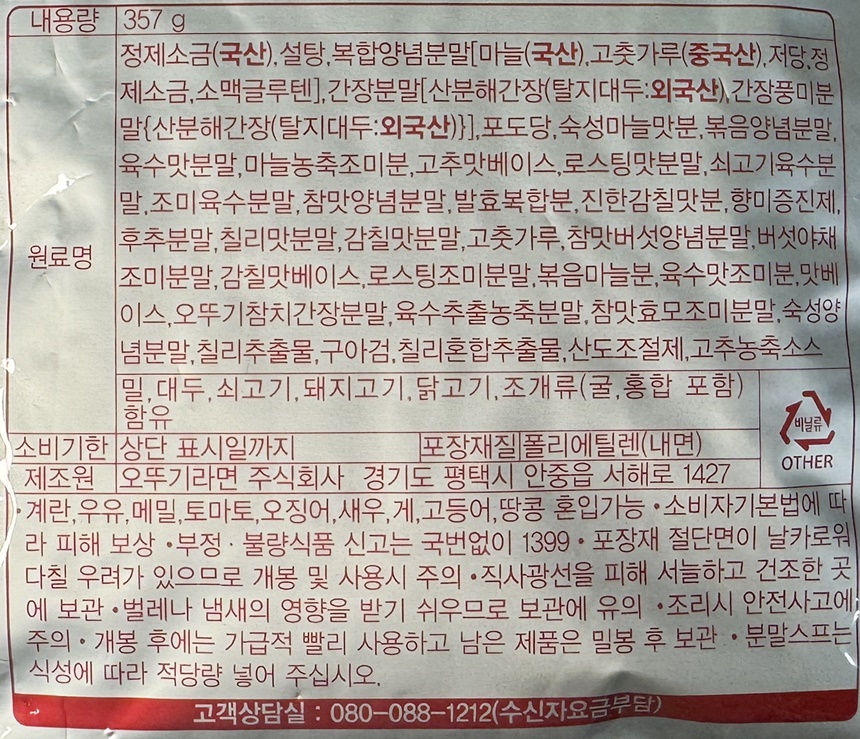 내용량 357 g
정제소금(국산),설탕,복합양념분말[마늘(국산),고춧가루(중국산),저당,정
제소금,소맥글루텐],간장분말[산분해간장(탈지대두:외국산),간장풍미분
말{산분해간장(탈지대두:외국산)}],포도당,숙성마늘맛분,볶음양념분말,
육수맛분말,마늘농축조미분,고추맛베이스,로스팅맛분말,쇠고기육수분
말,조미육수분말,참맛양념분말,발효복합분,진한감칠맛분,향미증진제,
후추분말,칠리맛분말,감칠맛분말,고춧가루,참맛버섯양념분말,버섯야채
원료명
조미분말,감칠맛베이스,로스팅조미분말,볶음마늘분,육수맛조미분,맛베
이스,오뚜기참치간장분말,육수추출농축분말,참맛효모조미분말,숙성양
념분말,칠리추출물,구아검,칠리혼합추출물,산도조절제,고추농축소스
밀,대두,쇠고기,돼지고기,닭고기,조개류(굴,홍합 포함)
함유
비닐류
OTHER
소비기한 상단 표시일까지 포장재질 폴리에틸렌(내면)
제조원 오뚜기라면 주식회사 경기도 평택시 안중읍 서해로 1427
•계란,우유,메밀,토마토,오징어,새우,게,고등어,땅콩 혼입가능 •소비자기본법에 따
라 피해 보상 •부정·불량식품 신고는 국번없이 1399 • 포장재 절단면이 날카로워
다칠 우려가 있으므로 개봉 및 사용시 주의 •직사광선을 피해 서늘하고 건조한 곳
에 보관 •벌레나 냄새의 영향을 받기 쉬우므로 보관에 유의 •조리시 안전사고에
주의 • 개봉 후에는 가급적 빨리 사용하고 남은 제품은 밀봉 후 보관 • 분말스프는
식성에 따라 적당량 넣어 주십시오.
고객상담실 : 080-088-1212(수신자요금부담)